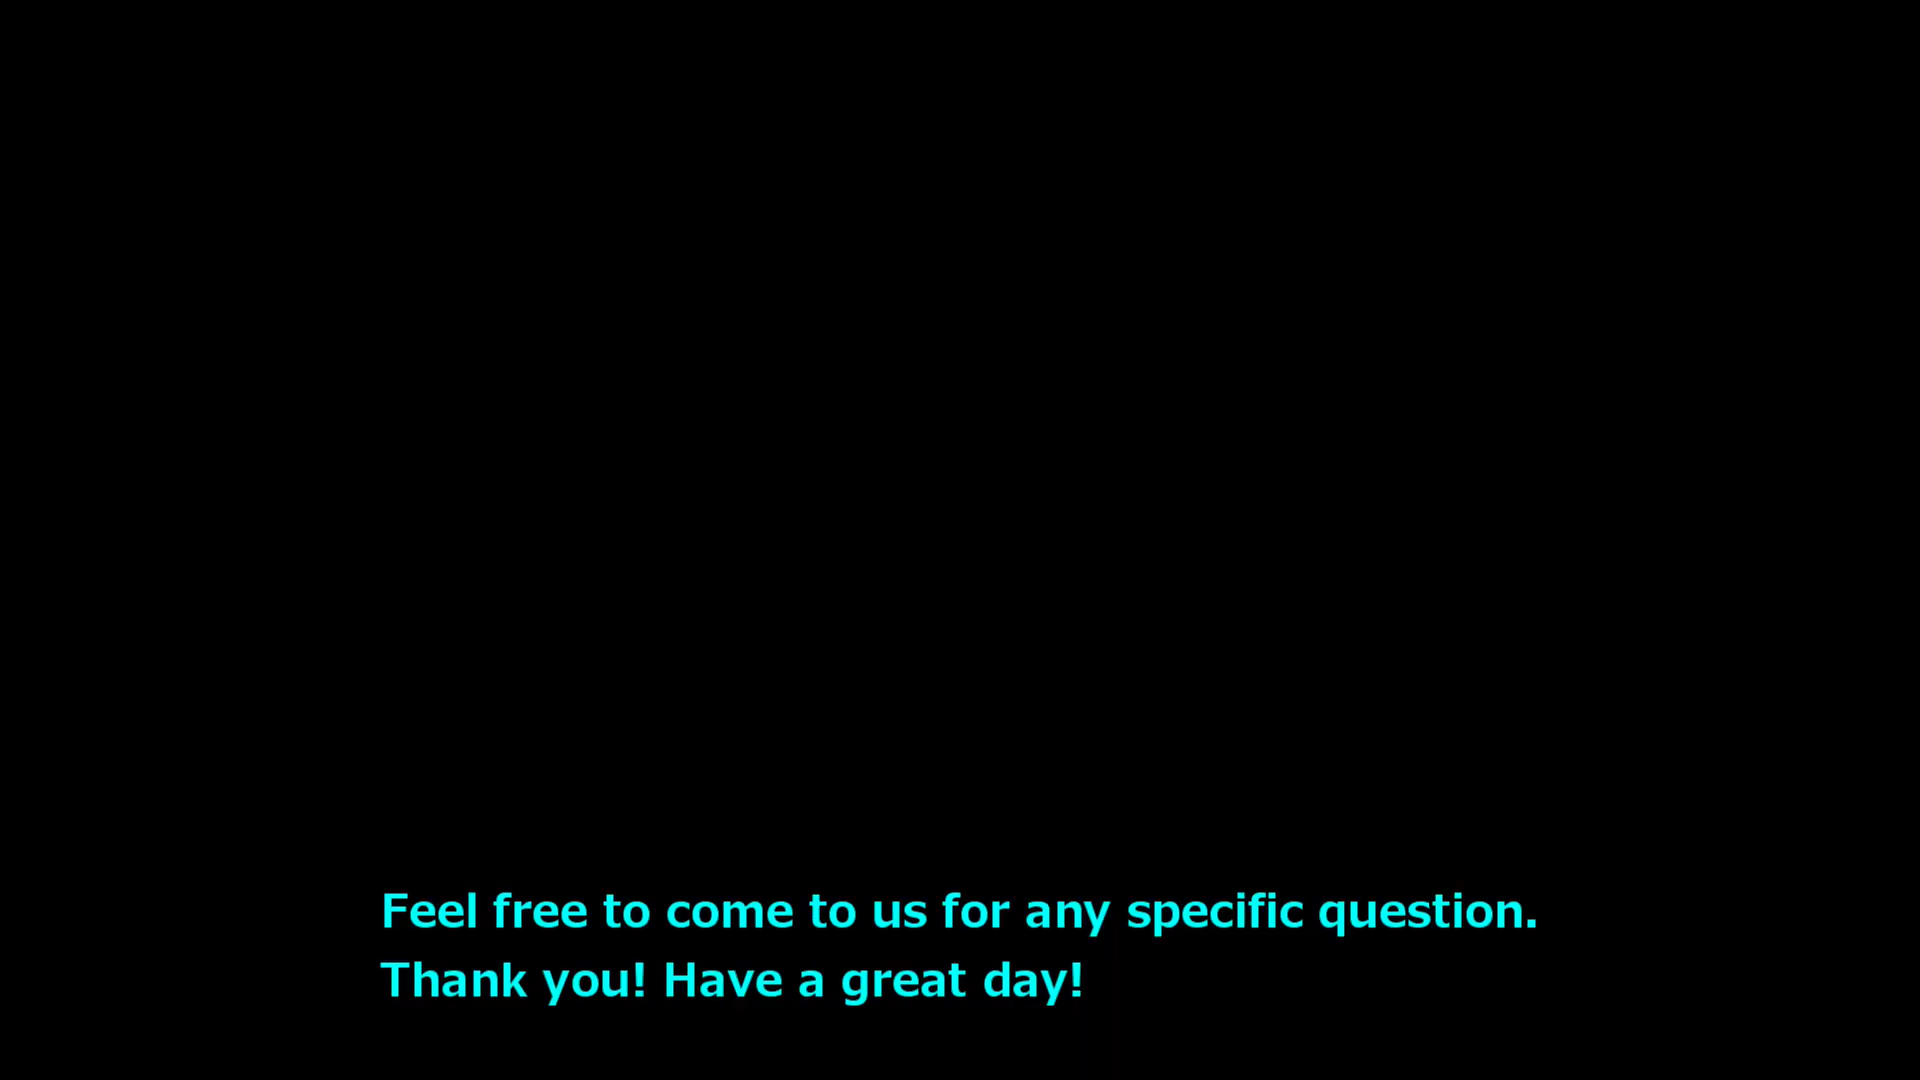 Feel free to come to us for any specific question.
Thank you! Have a great day!